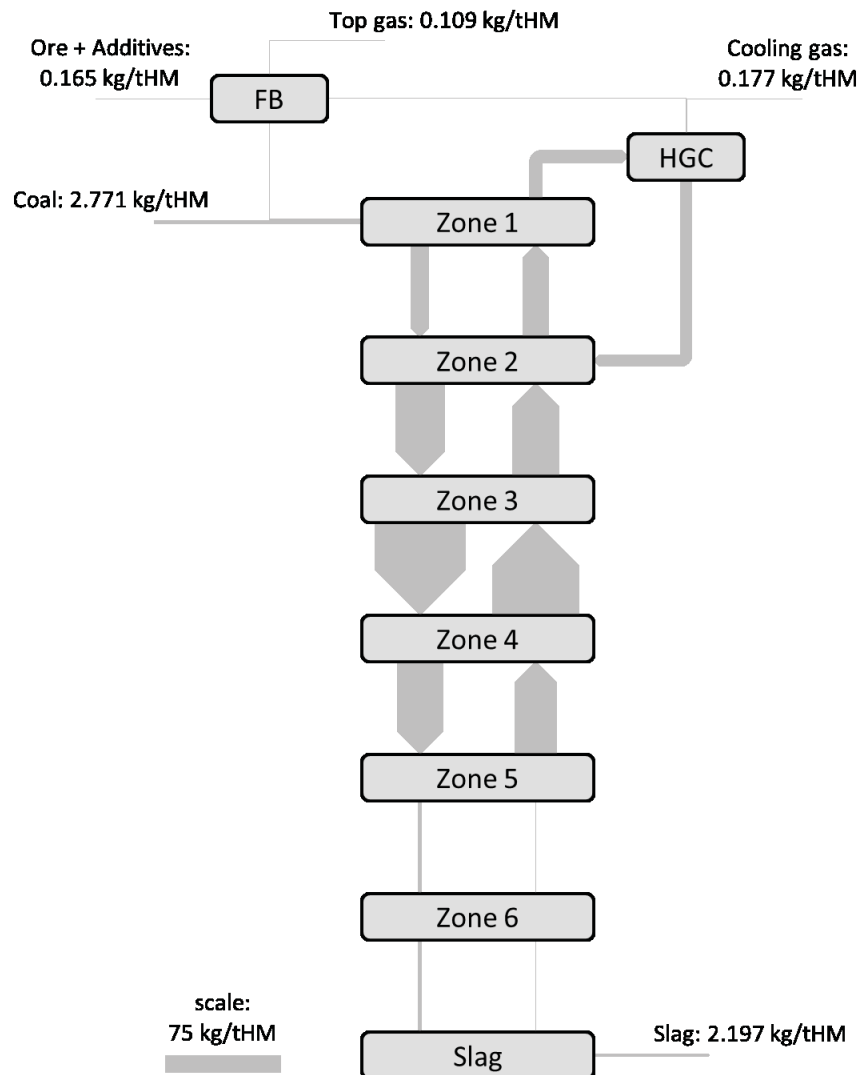 Top gas: 0.109 kg/tHM
Ore + Additives:
0.165 kg/tHM
Cooling gas:
0.177 kg/tHM
FB
HGC
Coal: 2.771 kg/tHM
Zone 1
Zone 2
Zone 3
Zone 4
Zone 5
Zone 6
scale:
75 kg/tHM
Slag
Slag: 2.197 kg/tHM